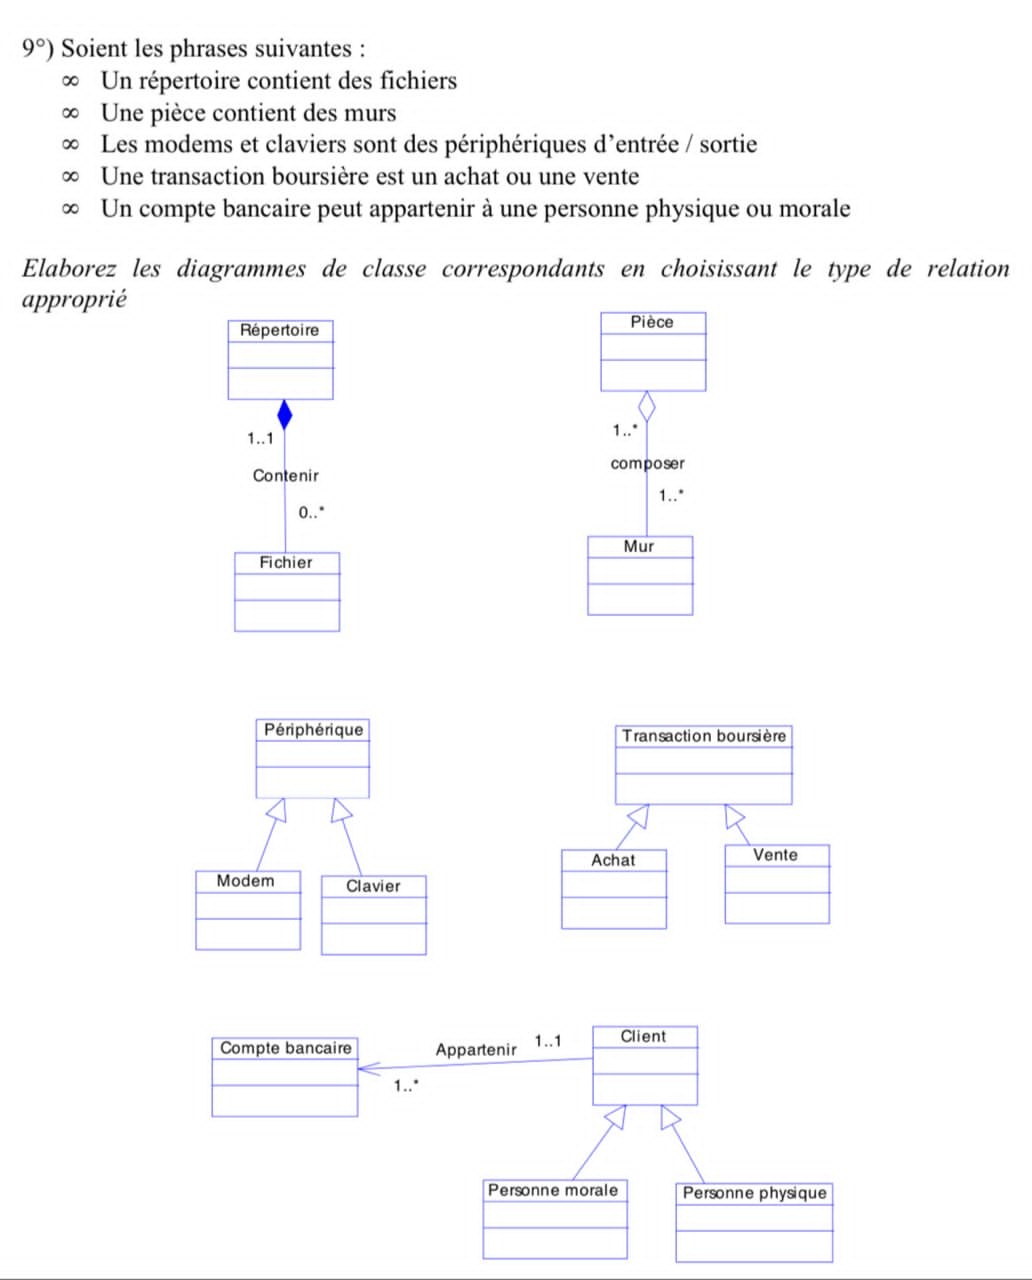 9°) Soient les phrases suivantes :
∞ Un répertoire contient des fichiers
∞ Une pièce contient des murs
∞ Les modems et claviers sont des périphériques d’entrée / sortie
∞ Une transaction boursière est un achat ou une vente
∞ Un compte bancaire peut appartenir à une personne physique ou morale
Elaborez les diagrammes de classe correspondants en choisissant le type de relation
approprié
Répertoire
1..1
Contenir
0..*
Fichier
Pièce
1..*
composer
1..*
Mur
Périphérique
Modem
Clavier
Transaction boursière
Achat
Vente
Compte bancaire
Appartenir
1..1
1..*
Client
Personne morale
Personne physique